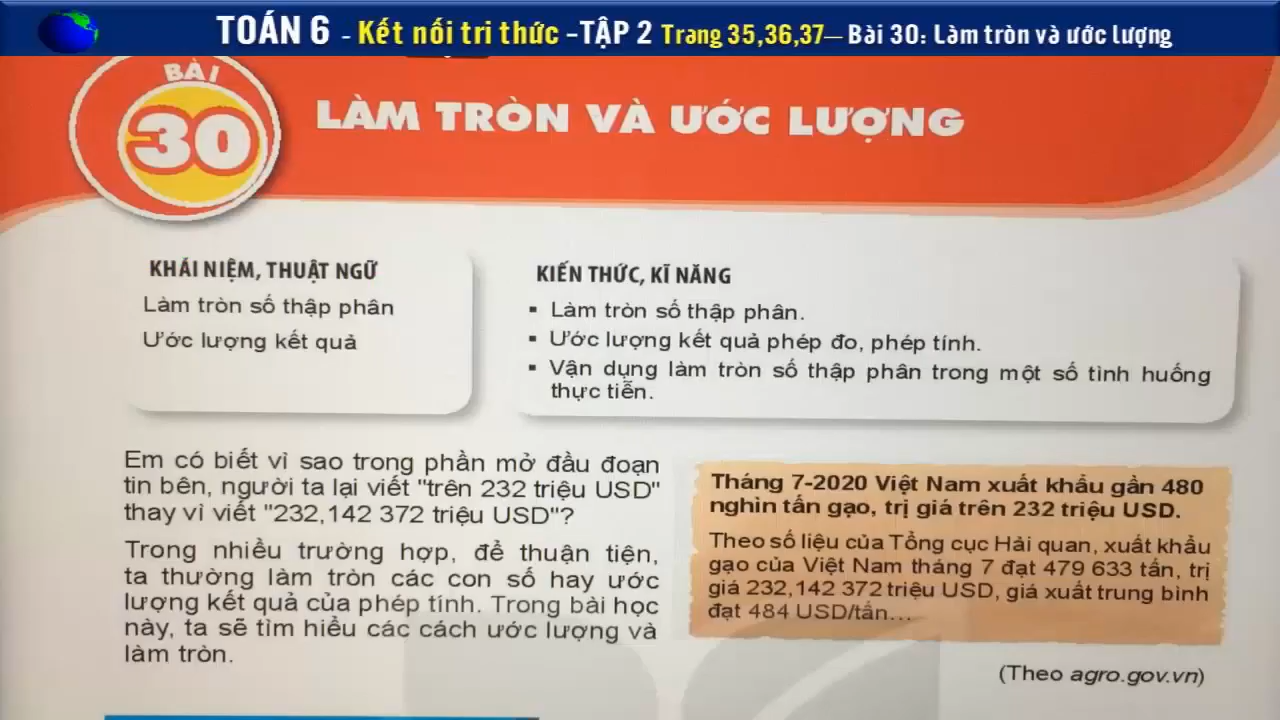 TOÁN 6 - Kết nối tri thức –TẬP 2 Trang 35,36,37– Bài 30: Làm tròn và ước lượng
BÀI
30
LÀM TRÒN VÀ ƯỚC LƯỢNG
KHÁI NIỆM, THUẬT NGỮ
Làm tròn số thập phân
Ước lượng kết quả
KIẾN THỨC, KĨ NĂNG
▪ Làm tròn số thập phân.
▪ Ước lượng kết quả phép đo, phép tính.
▪ Vận dụng làm tròn số thập phân trong một số tình huống
thực tiễn.
Em có biết vì sao trong phần mở đầu đoạn
tin bên, người ta lại viết "trên 232 triệu USD"
thay vì viết "232,142 372 triệu USD"?
Trong nhiều trường hợp, để thuận tiện,
ta thường làm tròn các con số hay ước
lượng kết quả của phép tính. Trong bài học
này, ta sẽ tìm hiểu các cách ước lượng và
làm tròn.
Tháng 7-2020 Việt Nam xuất khẩu gần 480
nghìn tấn gạo, trị giá trên 232 triệu USD.
Theo số liệu của Tổng cục Hải quan, xuất khẩu
gạo của Việt Nam tháng 7 đạt 479 633 tấn, trị
giá 232,142 372 triệu USD, giá xuất trung bình
đạt 484 USD/tấn...
(Theo agro.gov.vn)